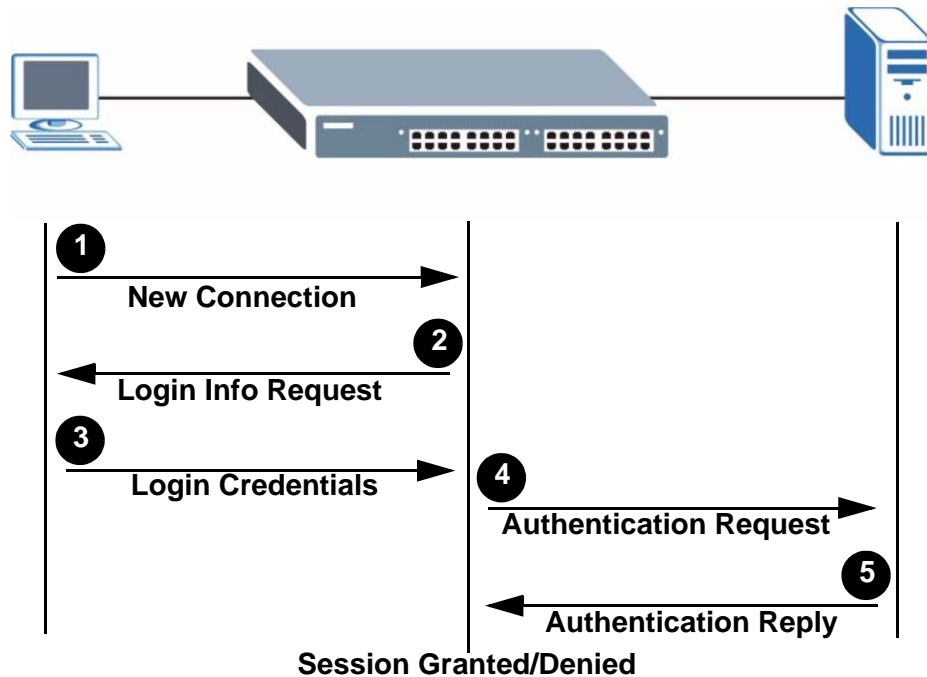 1
New Connection
2
Login Info Request
3
Login Credentials
4
Authentication Request
5
Authentication Reply
Session Granted/Denied